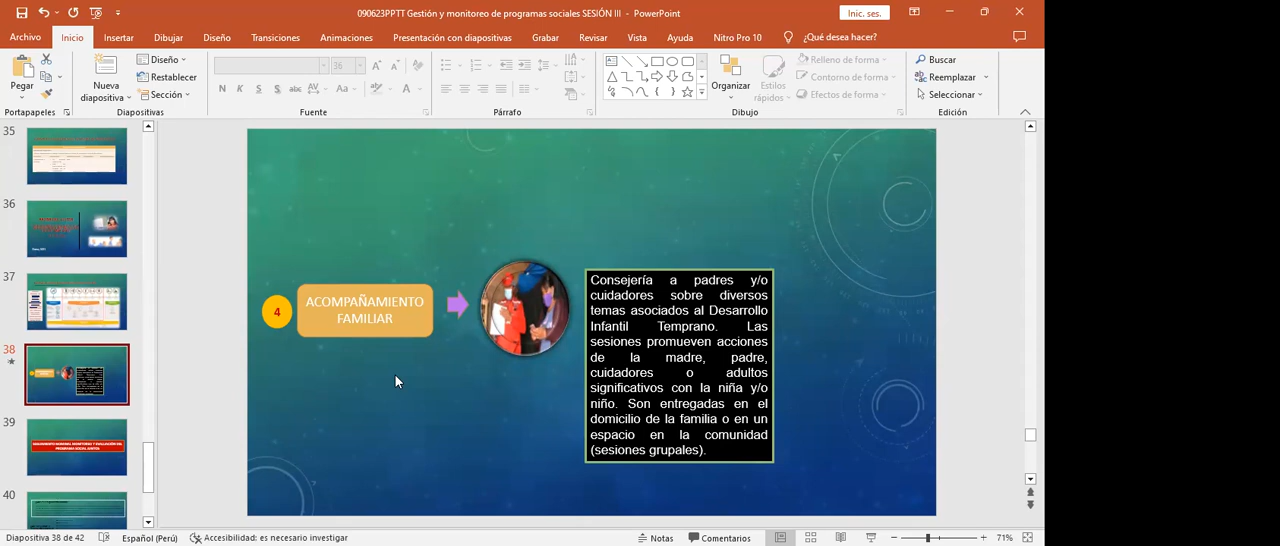 090623PPTT Gestión y monitoreo de programas sociales SESIÓN III - PowerPoint
Inic. ses.
Archivo Inicio Insertar Dibujar Diseño Transiciones Animaciones Presentación con diapositivas Grabar Revisar Vista Ayuda Nitro Pro 10 ¿Qué desea hacer?
Pegar
Nueva diapositiva
Diseño
Restablecer
Sección
36
N K S S abc AV Aa
Organizar
Estilos rápidos
Relleno de forma
Contorno de forma
Efectos de forma
Buscar
Reemplazar
Seleccionar
Portapapeles Diapositivas Fuente Párrafo Dibujo Edición
35
36
37
38
39
40
4
ACOMPAÑAMIENTO
FAMILIAR
Consejería a padres y/o
cuidadores sobre diversos
temas asociados al Desarrollo
Infantil Temprano. Las
sesiones promueven acciones
de la madre, padre,
cuidadores o adultos
significativos con la niña y/o
niño. Son entregadas en el
domicilio de la familia o en un
espacio en la comunidad
(sesiones grupales).
Diapositiva 38 de 42 Español (Perú) Accesibilidad: es necesario investigar Notas Comentarios 71%